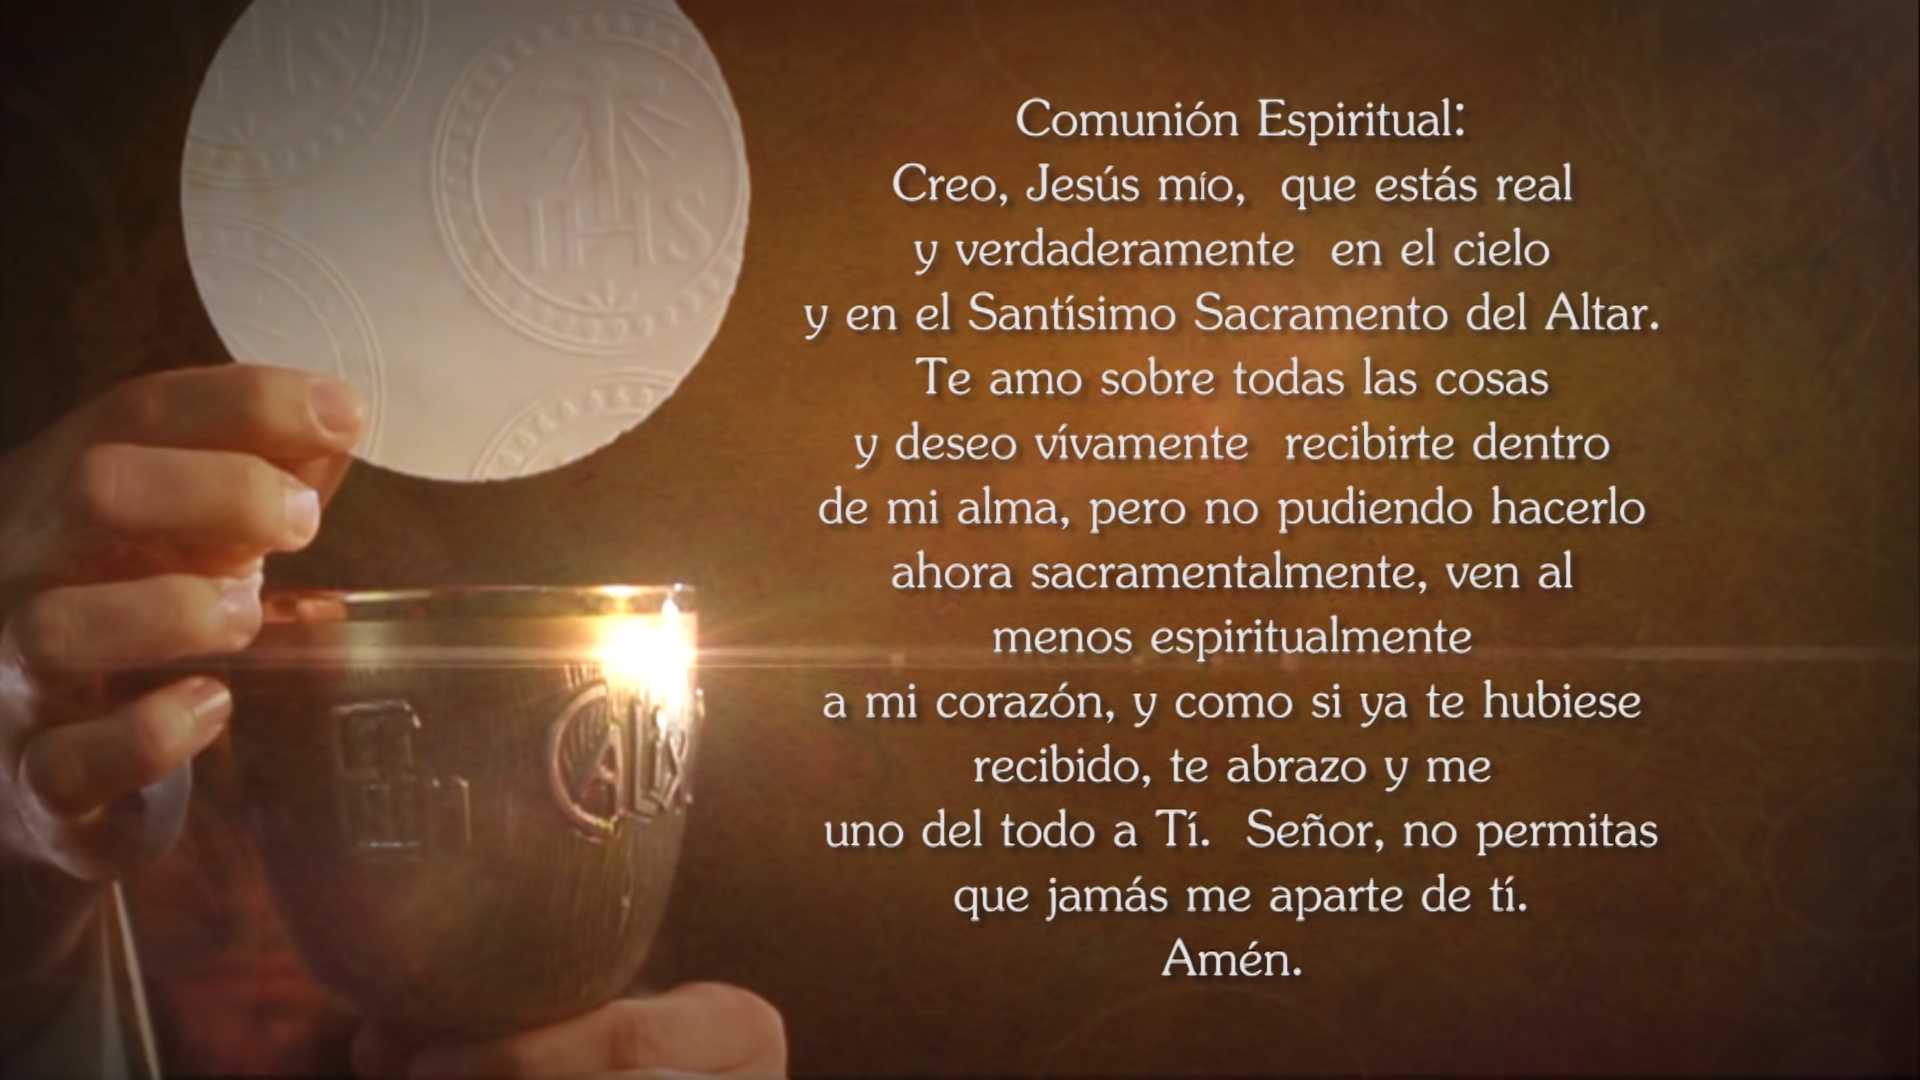 IHS
CALIX
Comunión Espiritual:
Creo, Jesús mío, que estás real
y verdaderamente en el cielo
y en el Santísimo Sacramento del Altar.
Te amo sobre todas las cosas
y deseo vívamente recibirte dentro
de mi alma, pero no pudiendo hacerlo
ahora sacramentalmente, ven al
menos espiritualmente
a mi corazón, y como si ya te hubiese
recibido, te abrazo y me
uno del todo a Tí. Señor, no permitas
que jamás me aparte de tí.
Amén.